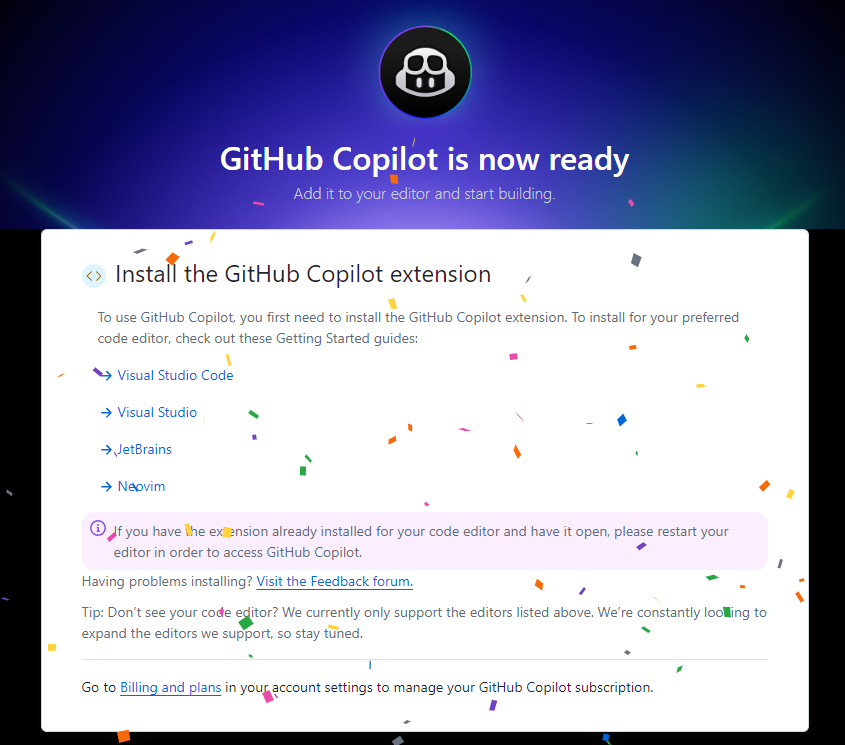 GitHub Copilot is now ready
Add it to your editor and start building.
Install the GitHub Copilot extension
To use GitHub Copilot, you first need to install the GitHub Copilot extension. To install for your preferred
code editor, check out these Getting Started guides:
Visual Studio Code
Visual Studio
JetBrains
Neovim
If you have the extension already installed for your code editor and have it open, please restart your
editor in order to access GitHub Copilot.
Having problems installing? Visit the Feedback forum.
Tip: Don’t see your code editor? We currently only support the editors listed above. We’re constantly looking to
expand the editors we support, so stay tuned.
Go to Billing and plans in your account settings to manage your GitHub Copilot subscription.